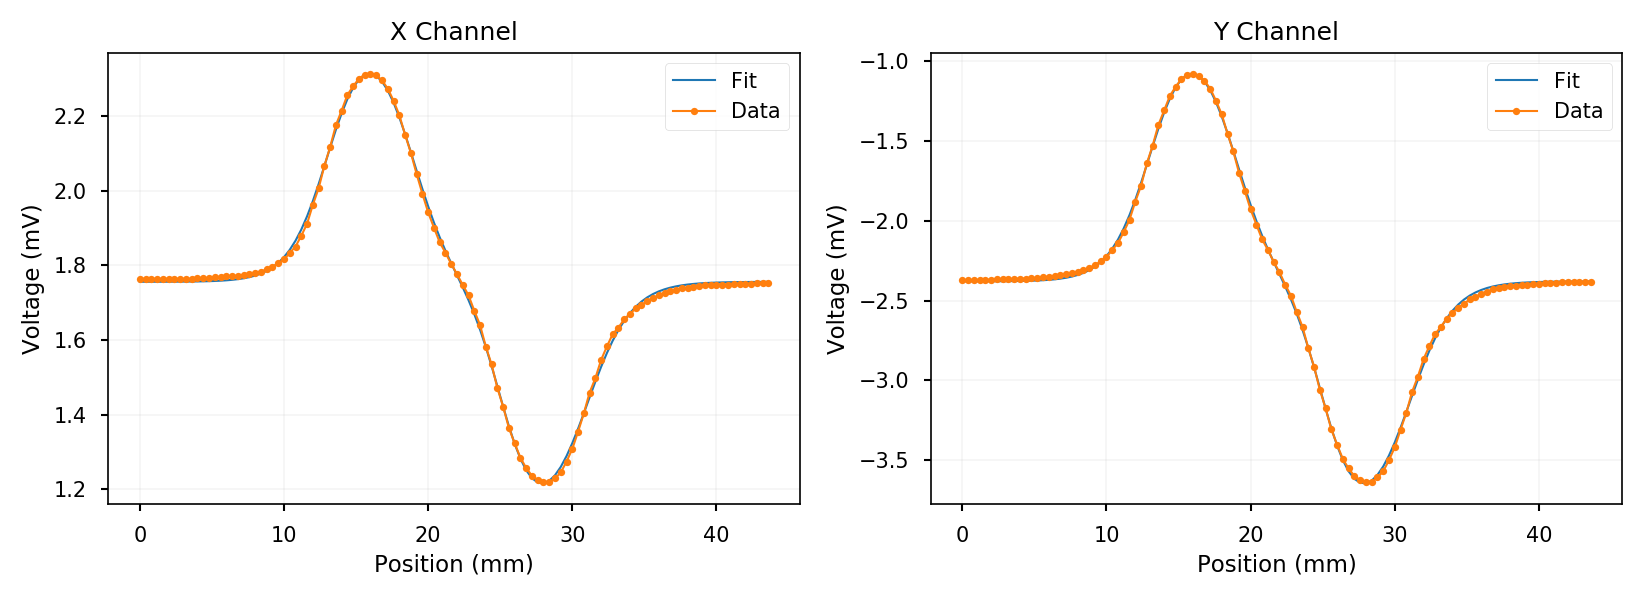 X Channel
Fit
Data
2.2
2.0
1.8
1.6
1.4
1.2
Voltage (mV)
0
10
20
30
40
Position (mm)
Y Channel
Fit
Data
−1.0
−1.5
−2.0
−2.5
−3.0
−3.5
Voltage (mV)
0
10
20
30
40
Position (mm)